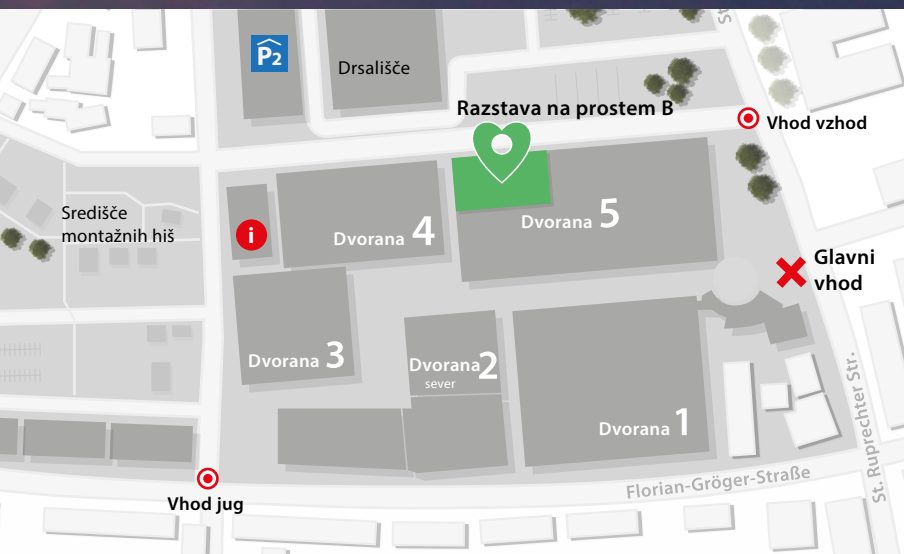 P2
Drsališče
Razstava na prostem B
Vhod vzhod
Središče
montažnih hiš
i
Dvorana 4
Dvorana 5
Glavni
vhod
Dvorana 3
Dvorana 2
sever
Dvorana 1
St. Ruprechter Str.
Florian-Gröger-Straße
Vhod jug